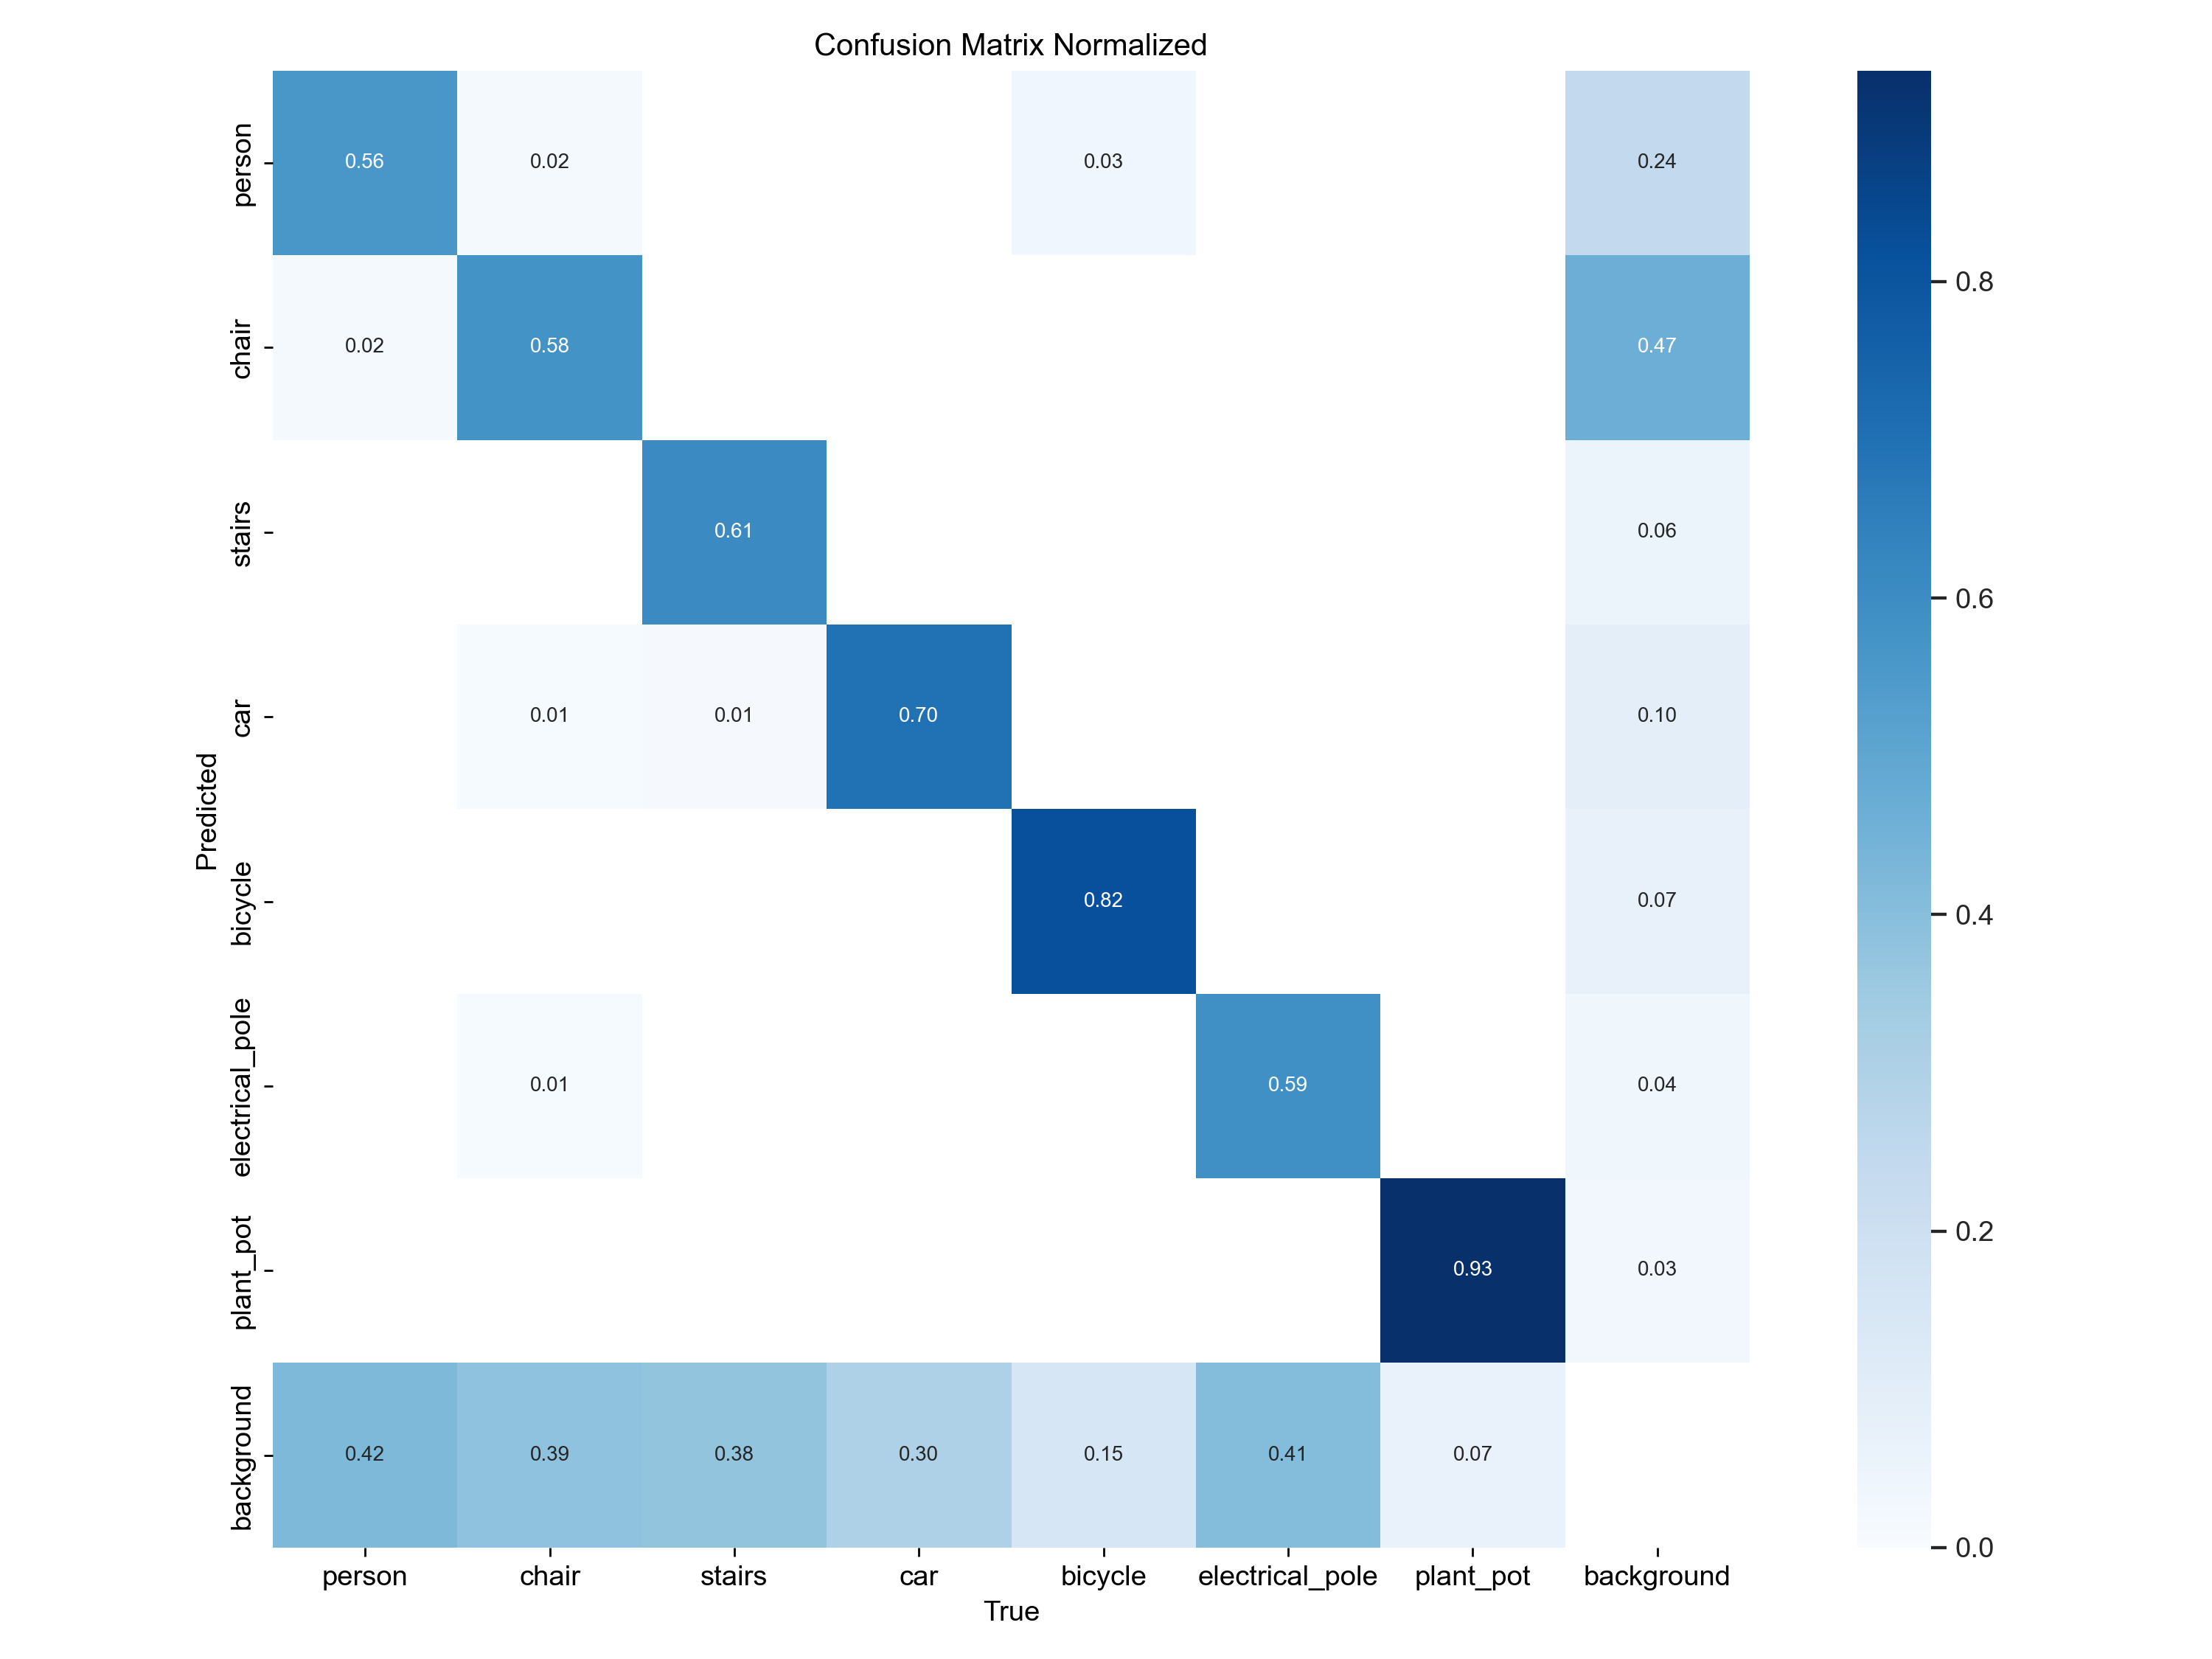 Confusion Matrix Normalized
person 0.56 0.02 0.03 0.24
chair 0.02 0.58 0.47
0.8
stairs 0.61 0.06
0.6
car 0.01 0.01 0.70 0.10
Predicted
bicycle 0.82 0.07
0.4
electrical_pole 0.01 0.59 0.04
0.2
plant_pot 0.93 0.03
background 0.42 0.39 0.38 0.30 0.15 0.41 0.07
0.0
person chair stairs car bicycle electrical_pole plant_pot background
True